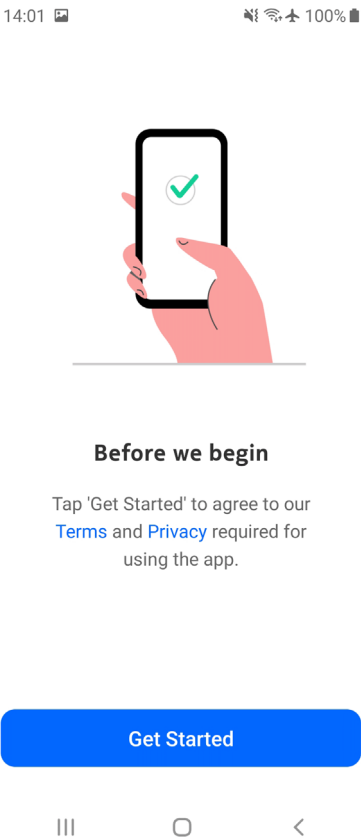 14:01 100%
Before we begin
Tap 'Get Started' to agree to our
Terms and Privacy required for
using the app.
Get Started